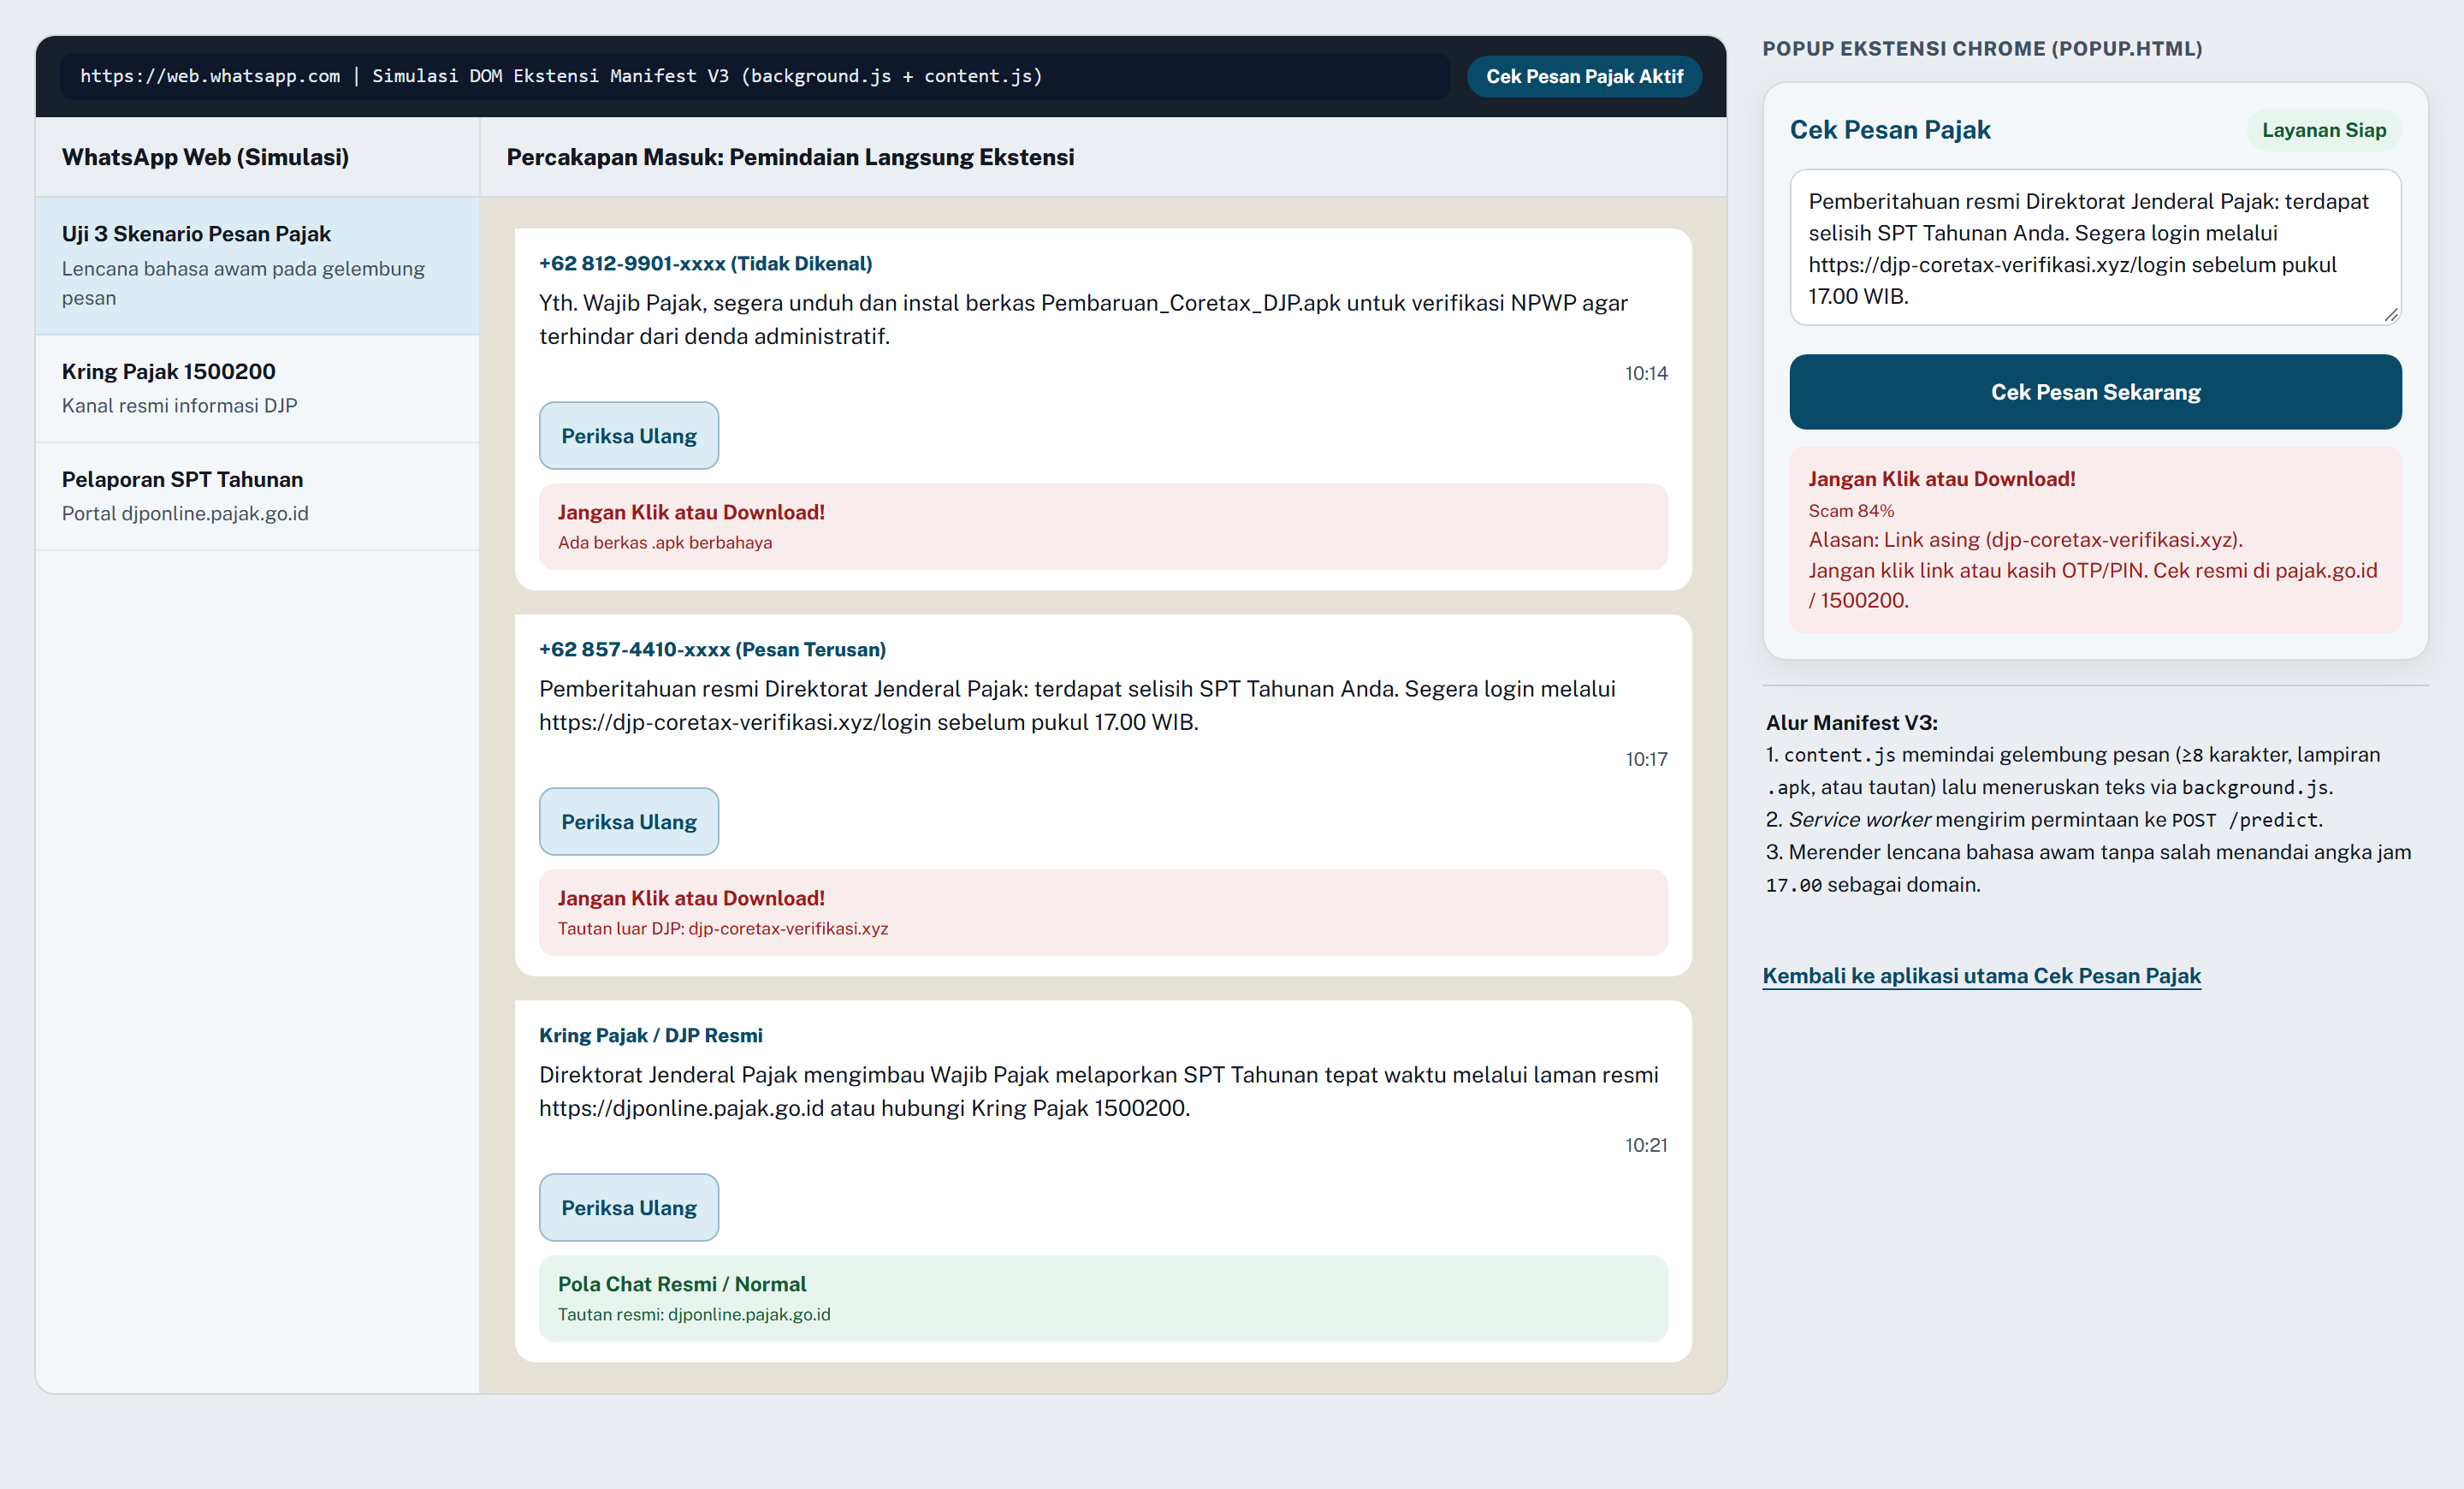 https://web.whatsapp.com | Simulasi DOM Ekstensi Manifest V3 (background.js + content.js)
Cek Pesan Pajak Aktif
WhatsApp Web (Simulasi)
Uji 3 Skenario Pesan Pajak
Lencana bahasa awam pada gelembung
pesan
Kring Pajak 1500200
Kanal resmi informasi DJP
Pelaporan SPT Tahunan
Portal djponline.pajak.go.id
Percakapan Masuk: Pemindaian Langsung Ekstensi
+62 812-9901-xxxx (Tidak Dikenal)
Yth. Wajib Pajak, segera unduh dan instal berkas Pembaruan_Coretax_DJP.apk untuk verifikasi NPWP agar
terhindar dari denda administratif.
10:14
Periksa Ulang
Jangan Klik atau Download!
Ada berkas .apk berbahaya
+62 857-4410-xxxx (Pesan Terusan)
Pemberitahuan resmi Direktorat Jenderal Pajak: terdapat selisih SPT Tahunan Anda. Segera login melalui
https://djp-coretax-verifikasi.xyz/login sebelum pukul 17.00 WIB.
10:17
Periksa Ulang
Jangan Klik atau Download!
Tautan luar DJP: djp-coretax-verifikasi.xyz
Kring Pajak / DJP Resmi
Direktorat Jenderal Pajak mengimbau Wajib Pajak melaporkan SPT Tahunan tepat waktu melalui laman resmi
https://djponline.pajak.go.id atau hubungi Kring Pajak 1500200.
10:21
Periksa Ulang
Pola Chat Resmi / Normal
Tautan resmi: djponline.pajak.go.id
POPUP EKSTENSI CHROME (POPUP.HTML)
Cek Pesan Pajak
Layanan Siap
Pemberitahuan resmi Direktorat Jenderal Pajak: terdapat
selisih SPT Tahunan Anda. Segera login melalui
https://djp-coretax-verifikasi.xyz/login sebelum pukul
17.00 WIB.
Cek Pesan Sekarang
Jangan Klik atau Download!
Scam 84%
Alasan: Link asing (djp-coretax-verifikasi.xyz).
Jangan klik link atau kasih OTP/PIN. Cek resmi di pajak.go.id
/ 1500200.
Alur Manifest V3:
1. content.js memindai gelembung pesan (≥8 karakter, lampiran
.apk, atau tautan) lalu meneruskan teks via background.js.
2. Service worker mengirim permintaan ke POST /predict.
3. Merender lencana bahasa awam tanpa salah menandai angka jam
17.00 sebagai domain.
Kembali ke aplikasi utama Cek Pesan Pajak